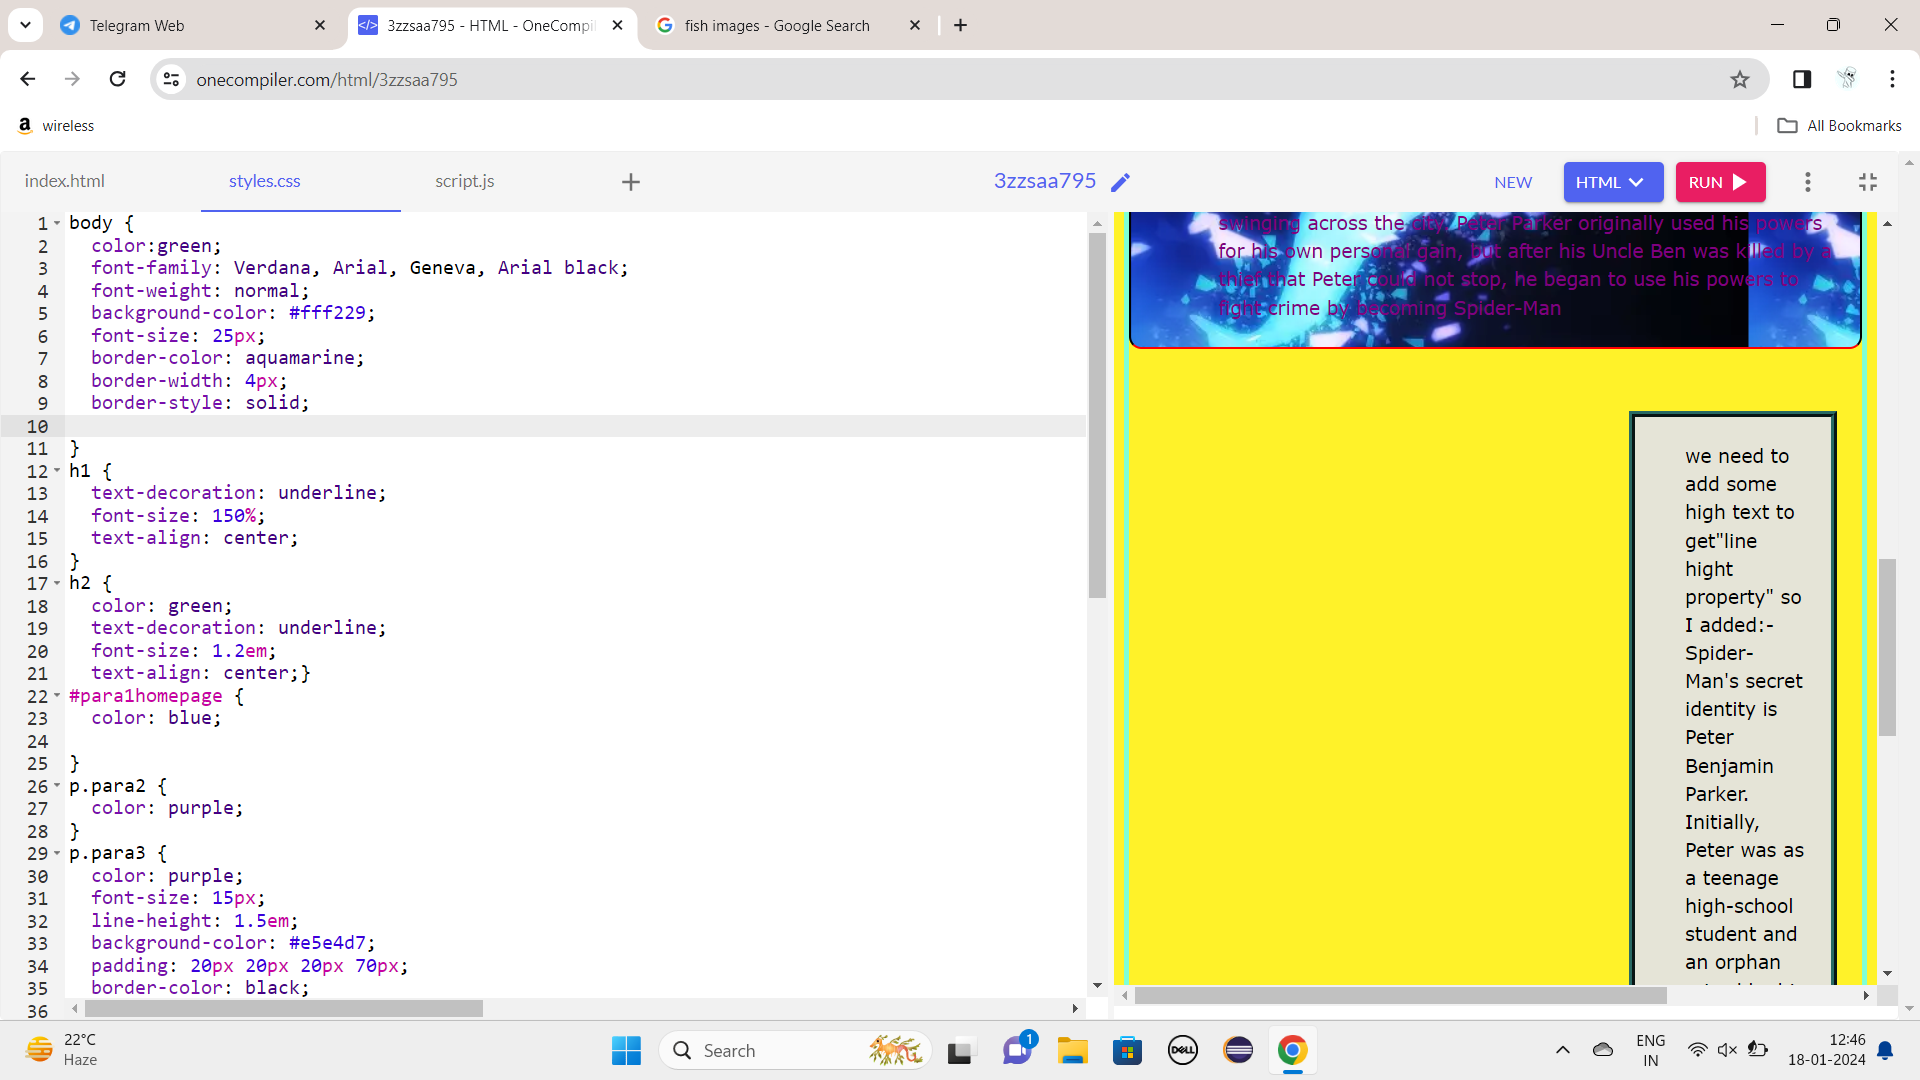 Telegram Web
3zzsaa795 - HTML - OneCompil
fish images - Google Search
onecompiler.com/html/3zzsaa795
wireless
All Bookmarks
index.html
styles.css
script.js
3zzsaa795
NEW
HTML
RUN
1 body {
2 color:green;
3 font-family: Verdana, Arial, Geneva, Arial black;
4 font-weight: normal;
5 background-color: #fff229;
6 font-size: 25px;
7 border-color: aquamarine;
8 border-width: 4px;
9 border-style: solid;
10
11 }
12 h1 {
13 text-decoration: underline;
14 font-size: 150%;
15 text-align: center;
16 }
17 h2 {
18 color: green;
19 text-decoration: underline;
20 font-size: 1.2em;
21 text-align: center;}
22 #para1homepage {
23 color: blue;
24
25 }
26 p.para2 {
27 color: purple;
28 }
29 p.para3 {
30 color: purple;
31 font-size: 15px;
32 line-height: 1.5em;
33 background-color: #e5e4d7;
34 padding: 20px 20px 20px 70px;
35 border-color: black;
36
swinging across the city. Peter Parker originally used his powers
for his own personal gain, but after his Uncle Ben was killed by a
thief that Peter could not stop, he began to use his powers to
fight crime by becoming Spider-Man
we need to
add some
high text to
get"line
hight
property" so
I added:-
Spider-
Man's secret
identity is
Peter
Benjamin
Parker.
Initially,
Peter was as
a teenage
high-school
student and
an orphan
22°C
Haze
Search
1
DELL
ENG
IN
12:46
18-01-2024